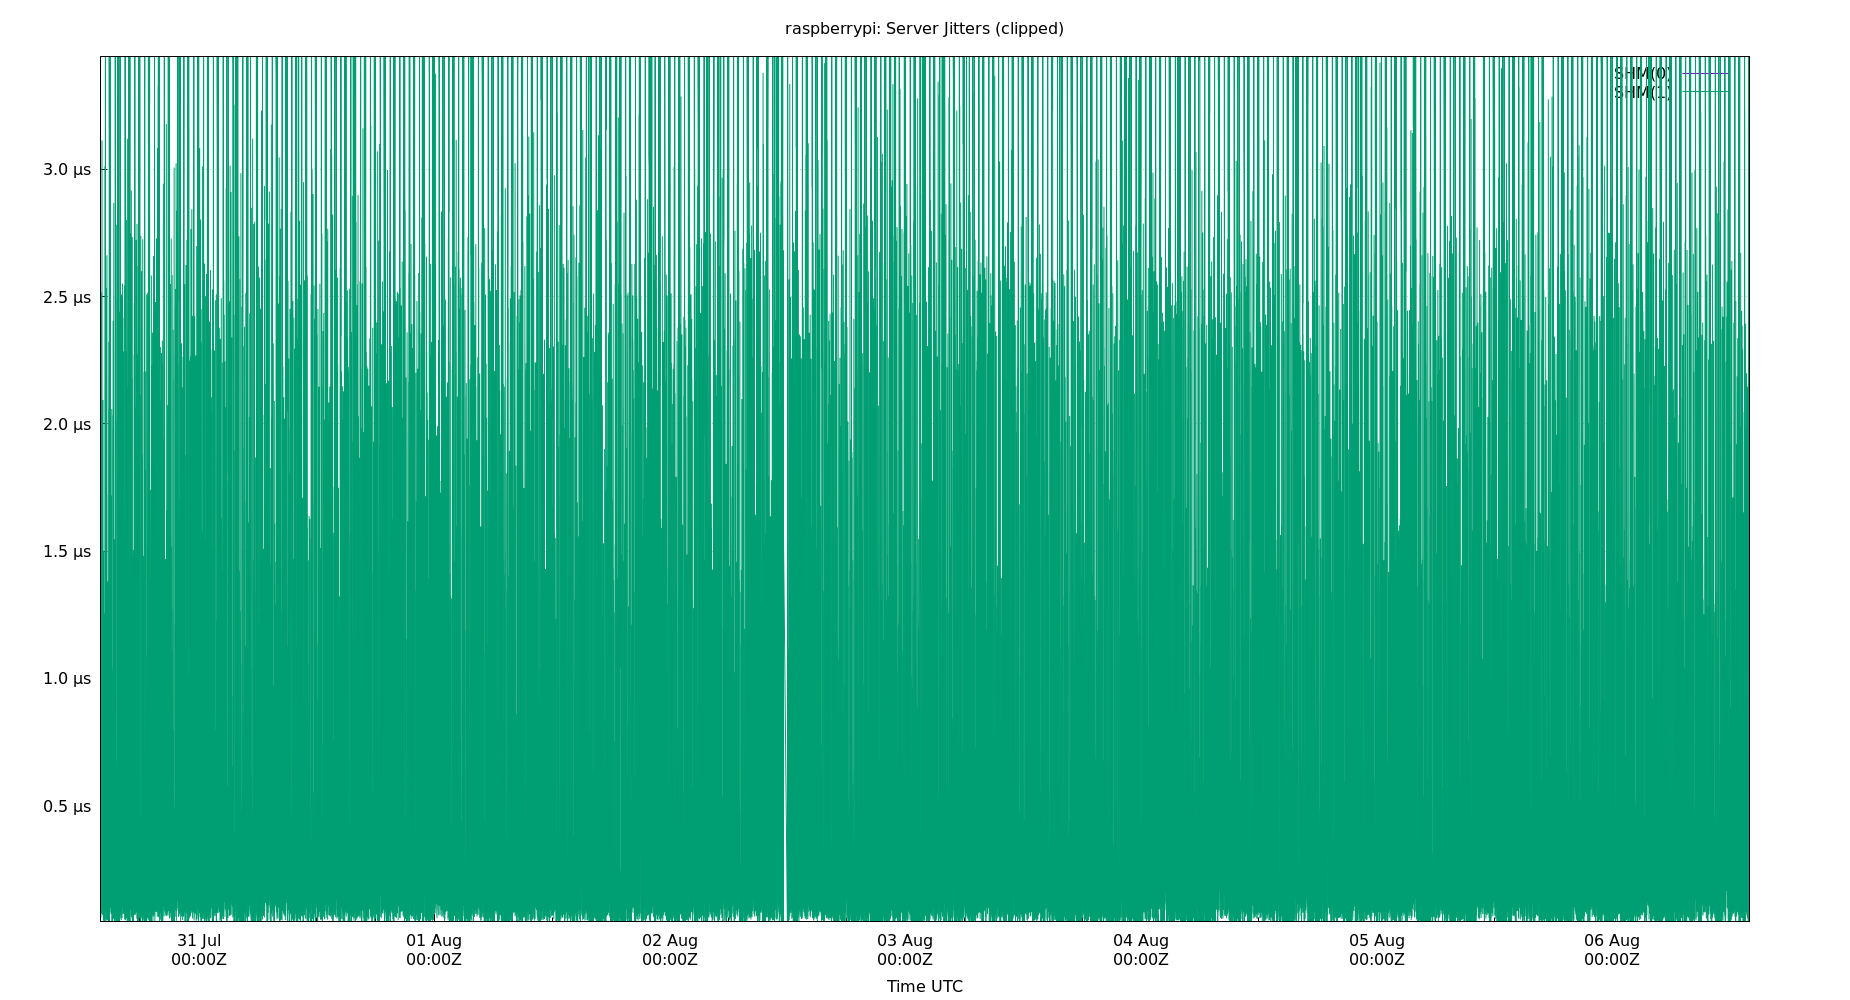 raspberrypi: Server Jitters (clipped)
SHM(0)
SHM(1)
3.0 µs
2.5 µs
2.0 µs
1.5 µs
1.0 µs
0.5 µs
31 Jul 01 Aug 02 Aug 03 Aug 04 Aug 05 Aug 06 Aug
00:00Z 00:00Z 00:00Z 00:00Z 00:00Z 00:00Z 00:00Z
Time UTC